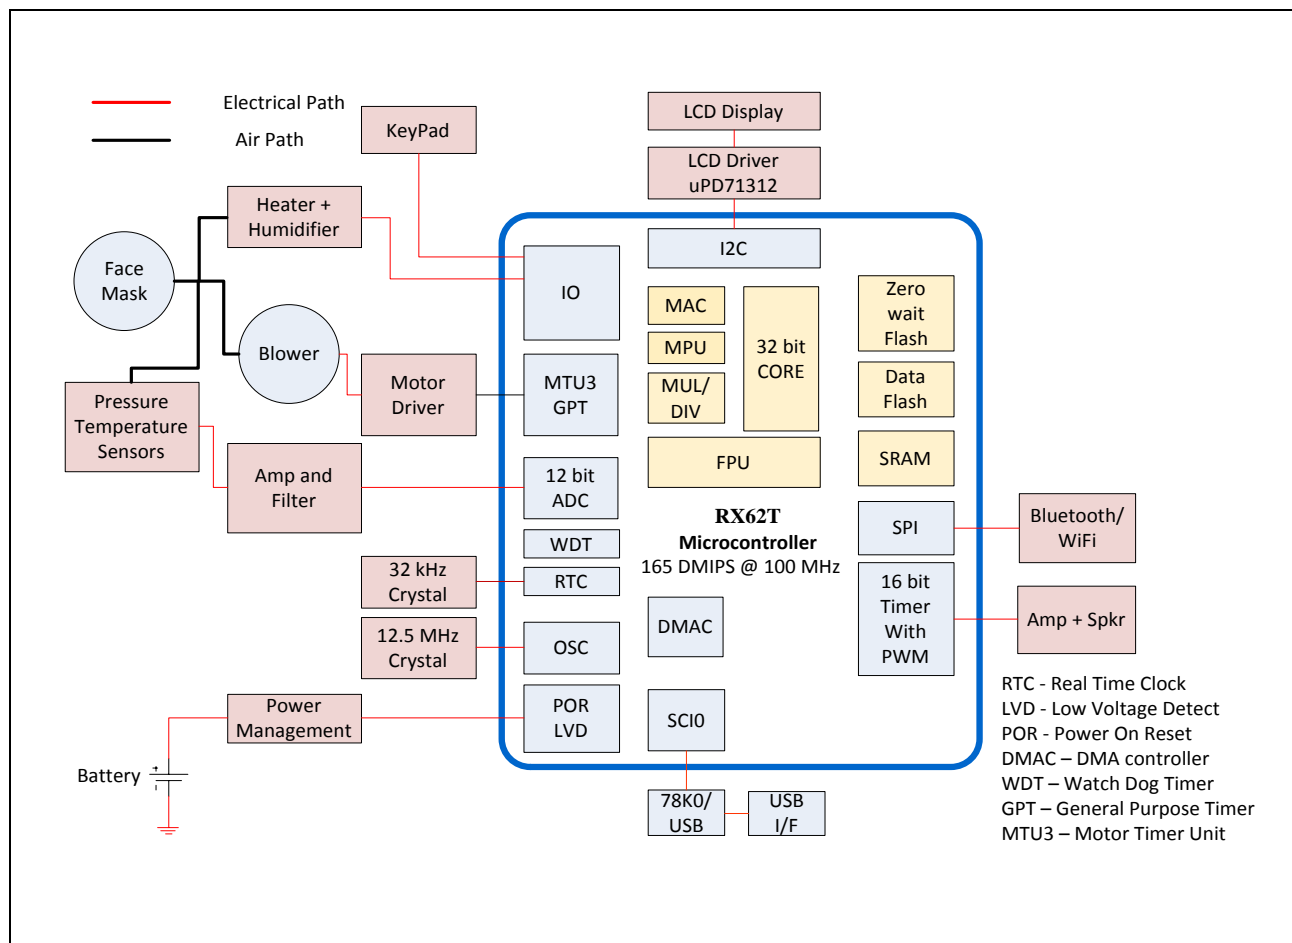 Electrical Path
Air Path
KeyPad
LCD Display
LCD Driver
uPD71312
Heater +
Humidifier
I2C
Face
Mask
IO
MAC
MPU
MUL/
DIV
32 bit
CORE
Zero
wait
Flash
Blower
Motor
Driver
MTU3
GPT
Data
Flash
Pressure
Temperature
Sensors
FPU
SRAM
Amp and
Filter
12 bit
ADC
RX62T
Microcontroller
165 DMIPS @ 100 MHz
SPI
Bluetooth/
WiFi
WDT
32 kHz
Crystal
RTC
16 bit
Timer
With
PWM
Amp + Spkr
DMAC
12.5 MHz
Crystal
OSC
Power
Management
POR
LVD
SCI0
Battery
+
-
78K0/
USB
USB
I/F
RTC - Real Time Clock
LVD - Low Voltage Detect
POR - Power On Reset
DMAC – DMA controller
WDT – Watch Dog Timer
GPT – General Purpose Timer
MTU3 – Motor Timer Unit